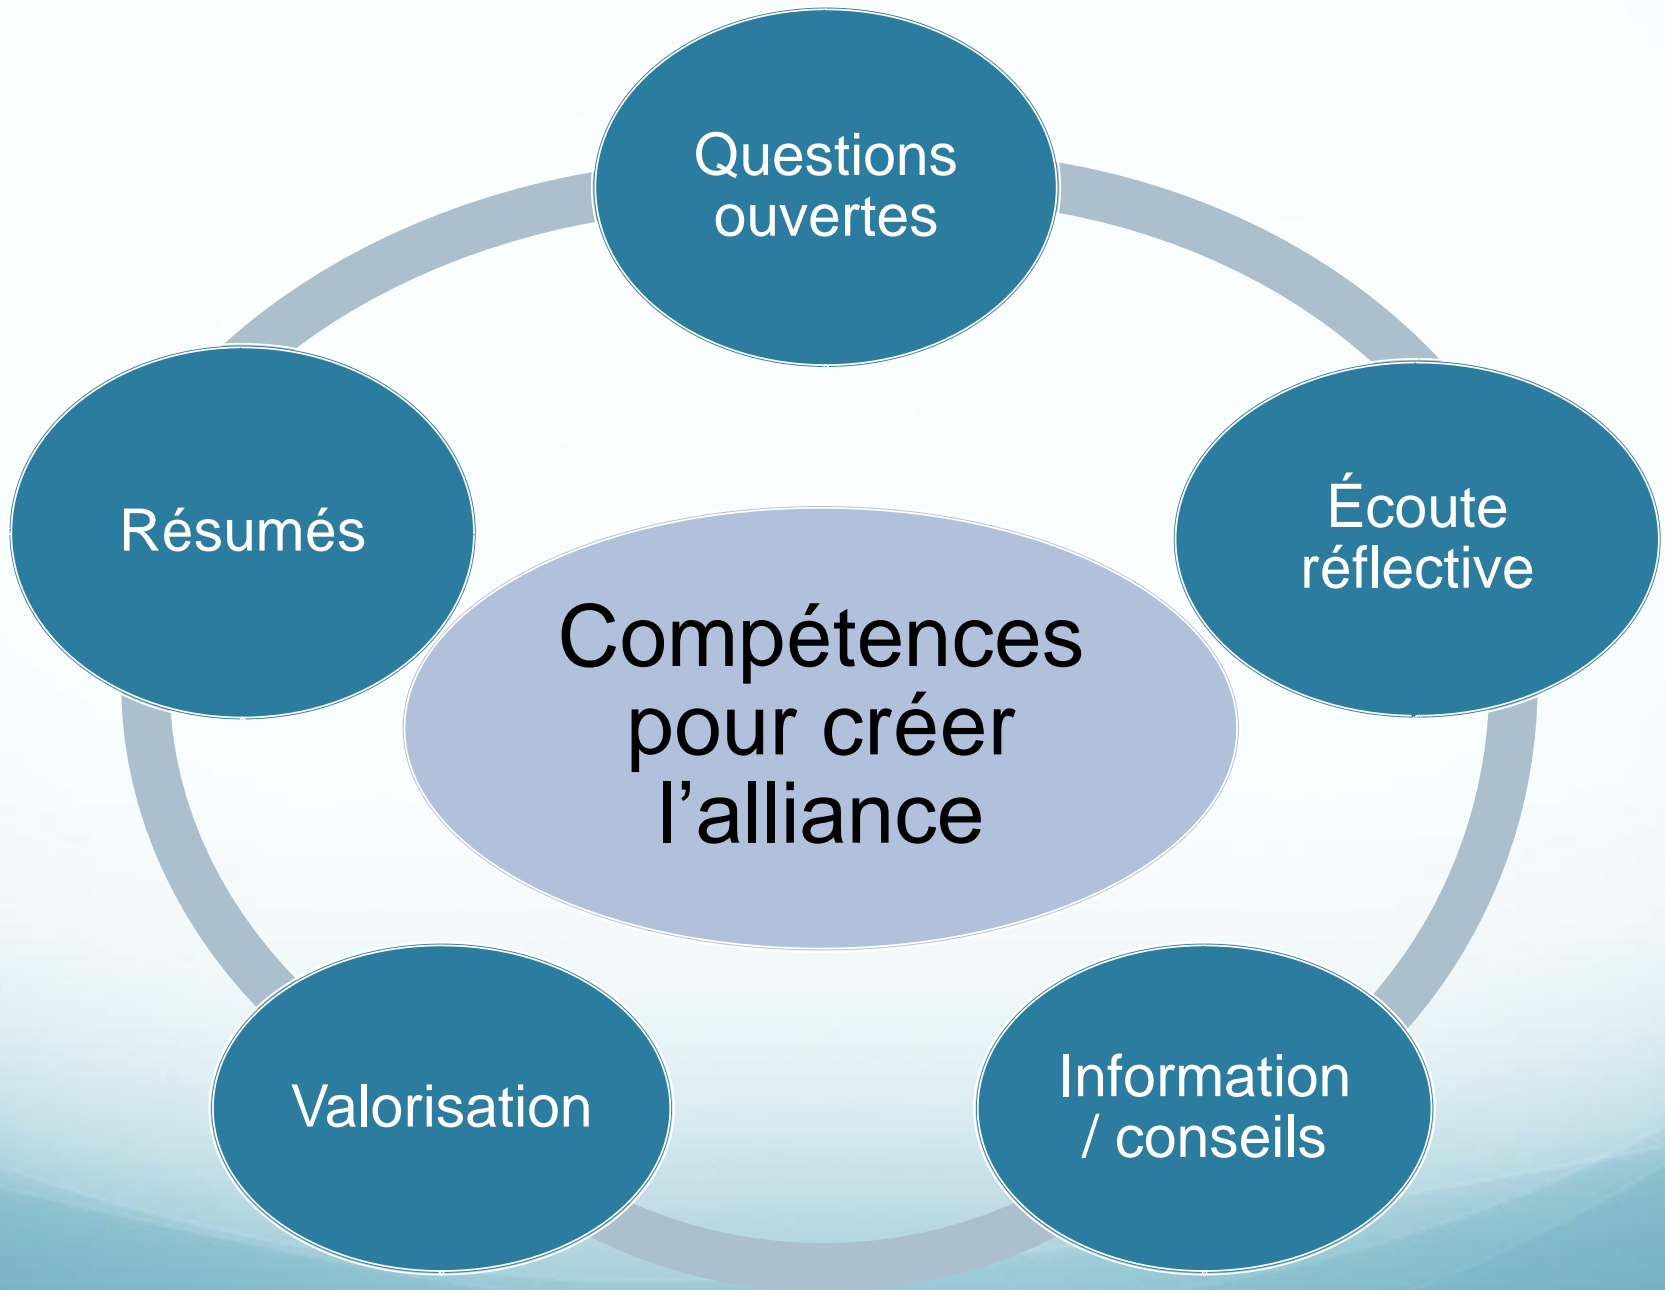 Questions
ouvertes
Écoute
réflective
Résumés
Compétences
pour créer
l’alliance
Information
/ conseils
Valorisation